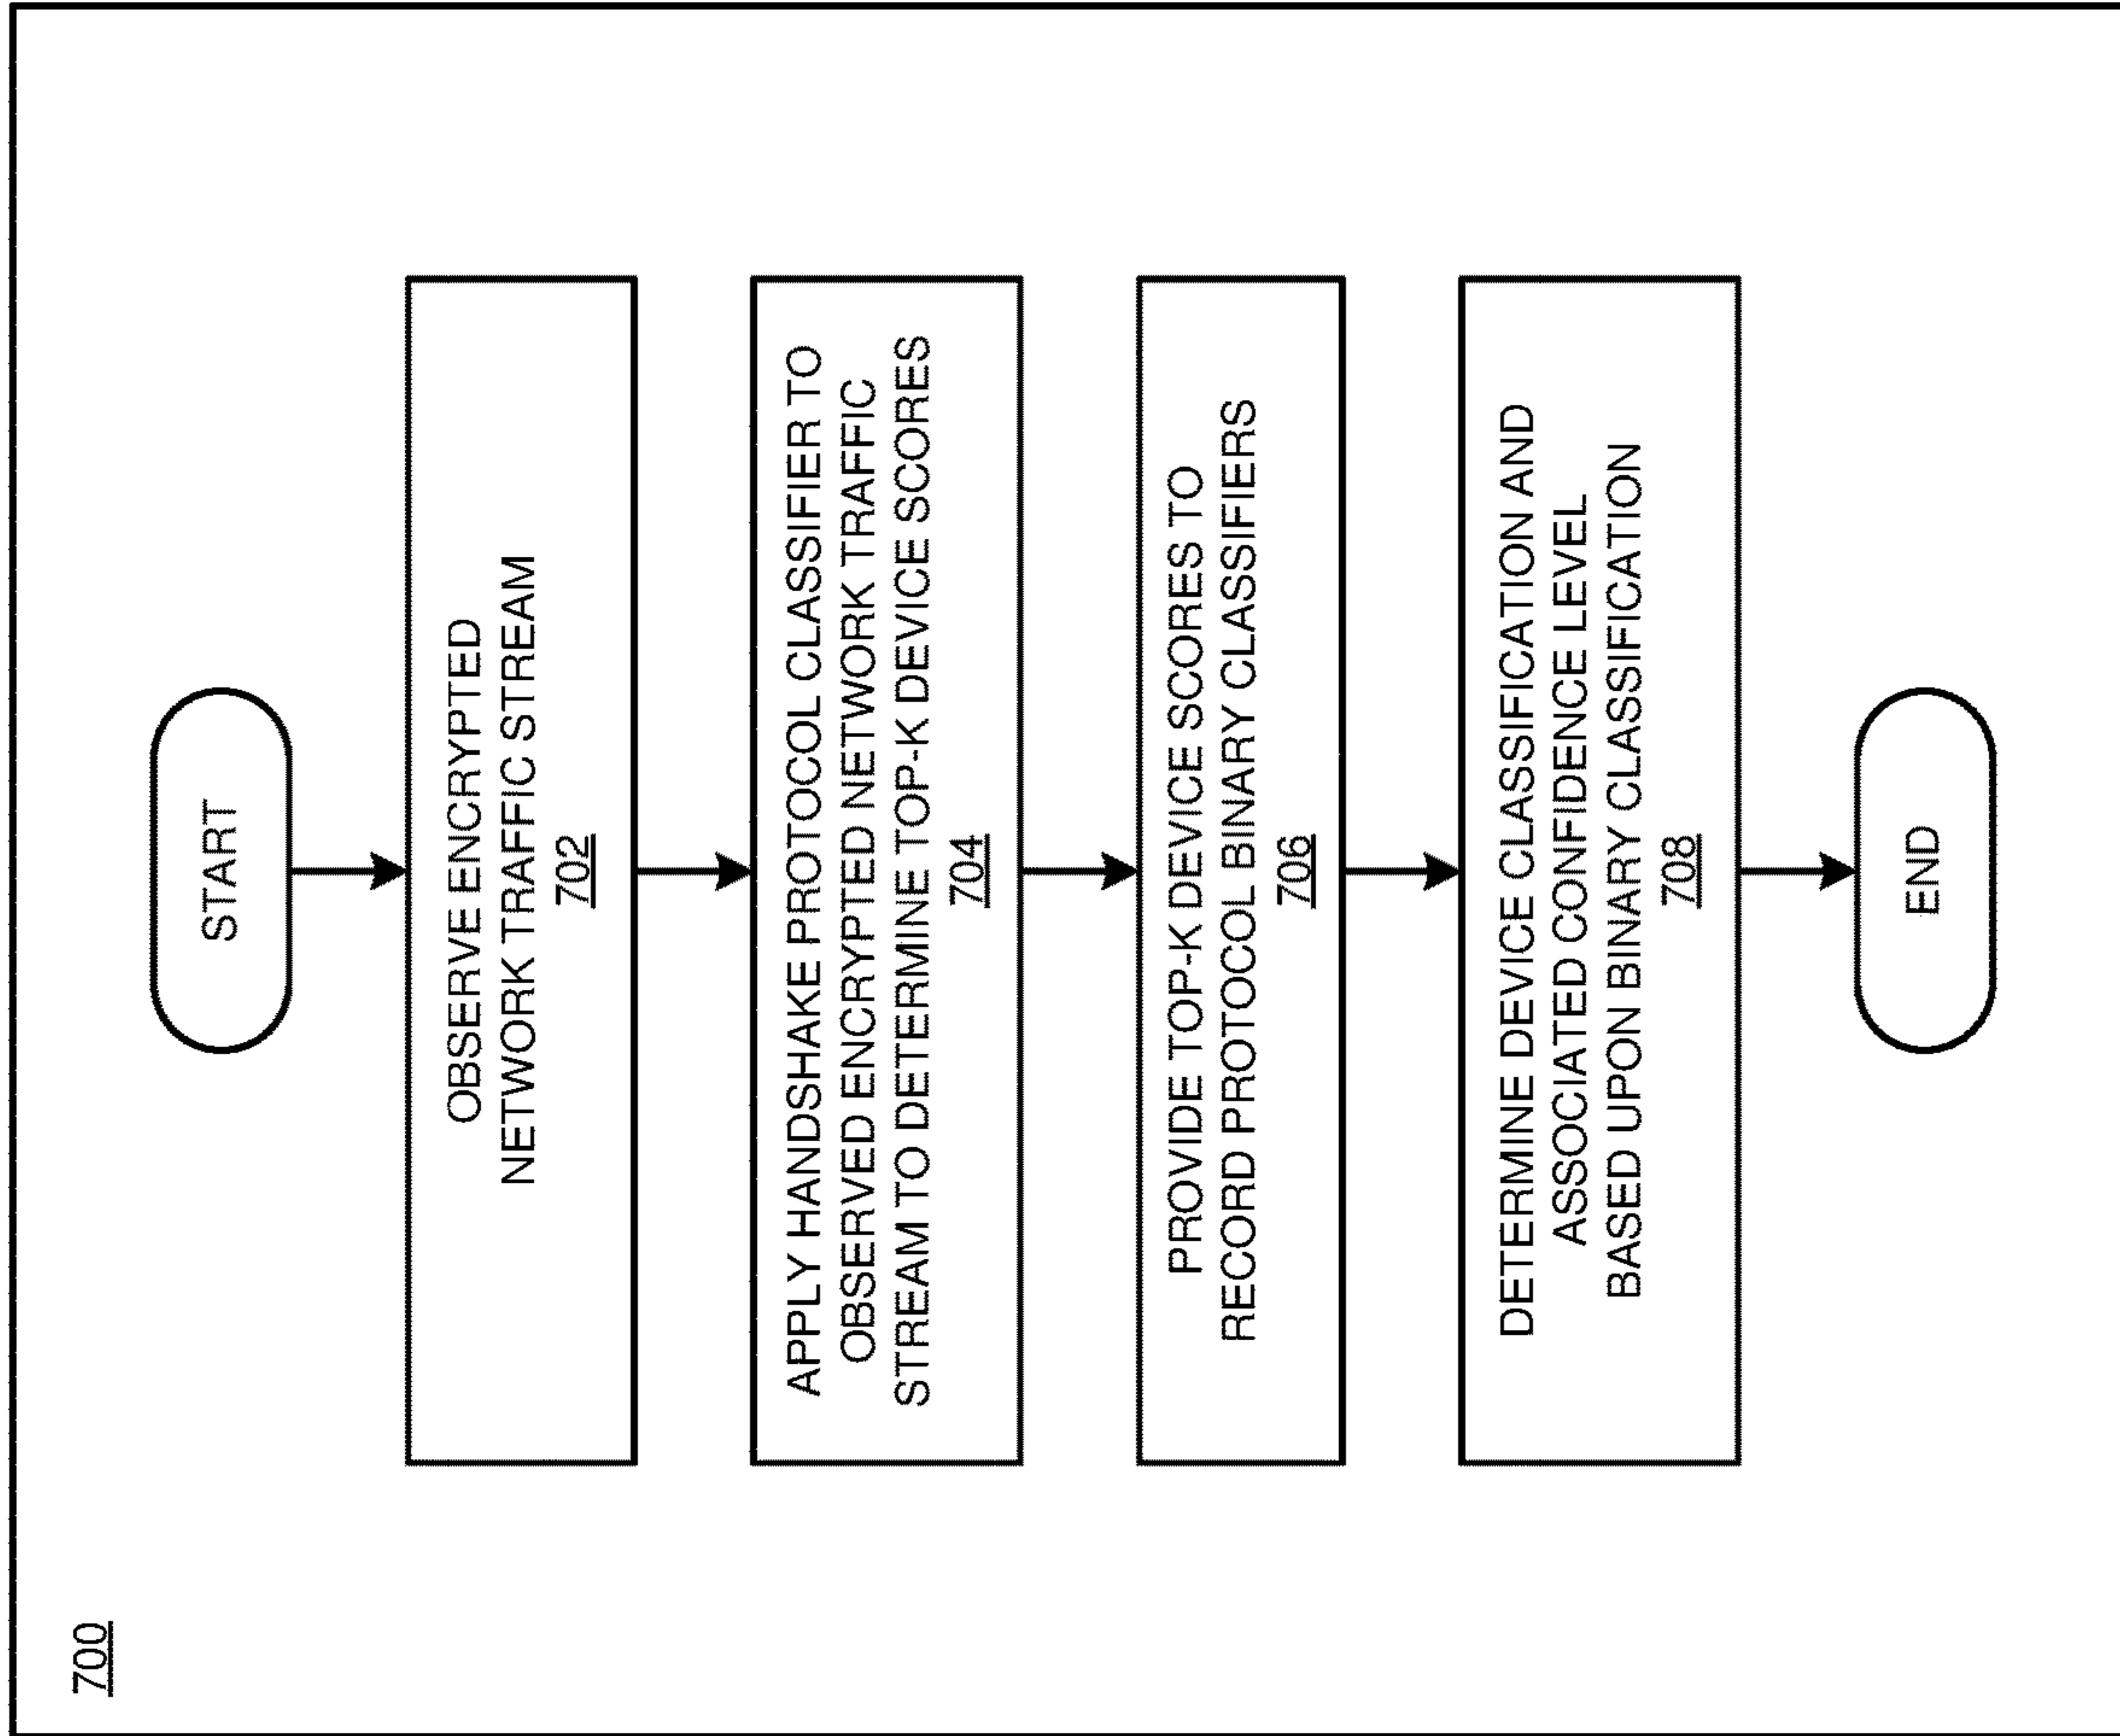 700
START
OBSERVE ENCRYPTED
NETWORK TRAFFIC STREAM
702
APPLY HANDSHAKE PROTOCOL CLASSIFIER TO
OBSERVED ENCRYPTED NETWORK TRAFFIC
STREAM TO DETERMINE TOP-K DEVICE SCORES
704
PROVIDE TOP-K DEVICE SCORES TO
RECORD PROTOCOL BINARY CLASSIFIERS
706
DETERMINE DEVICE CLASSIFICATION AND
ASSOCIATED CONFIDENCE LEVEL
BASED UPON BINARY CLASSIFICATION
708
END